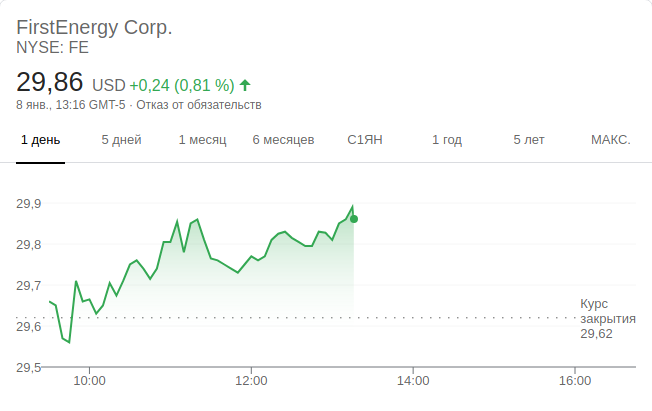 FirstEnergy Corp.
NYSE: FE
29,86 USD +0,24 (0,81 %)
8 янв., 13:16 GMT-5 · Отказ от обязательств
1 день 5 дней 1 месяц 6 месяцев С1ЯН 1 год 5 лет МАКС.
29,9
29,8
29,7
29,6
29,5
Курс
закрытия
29,62
10:00 12:00 14:00 16:00